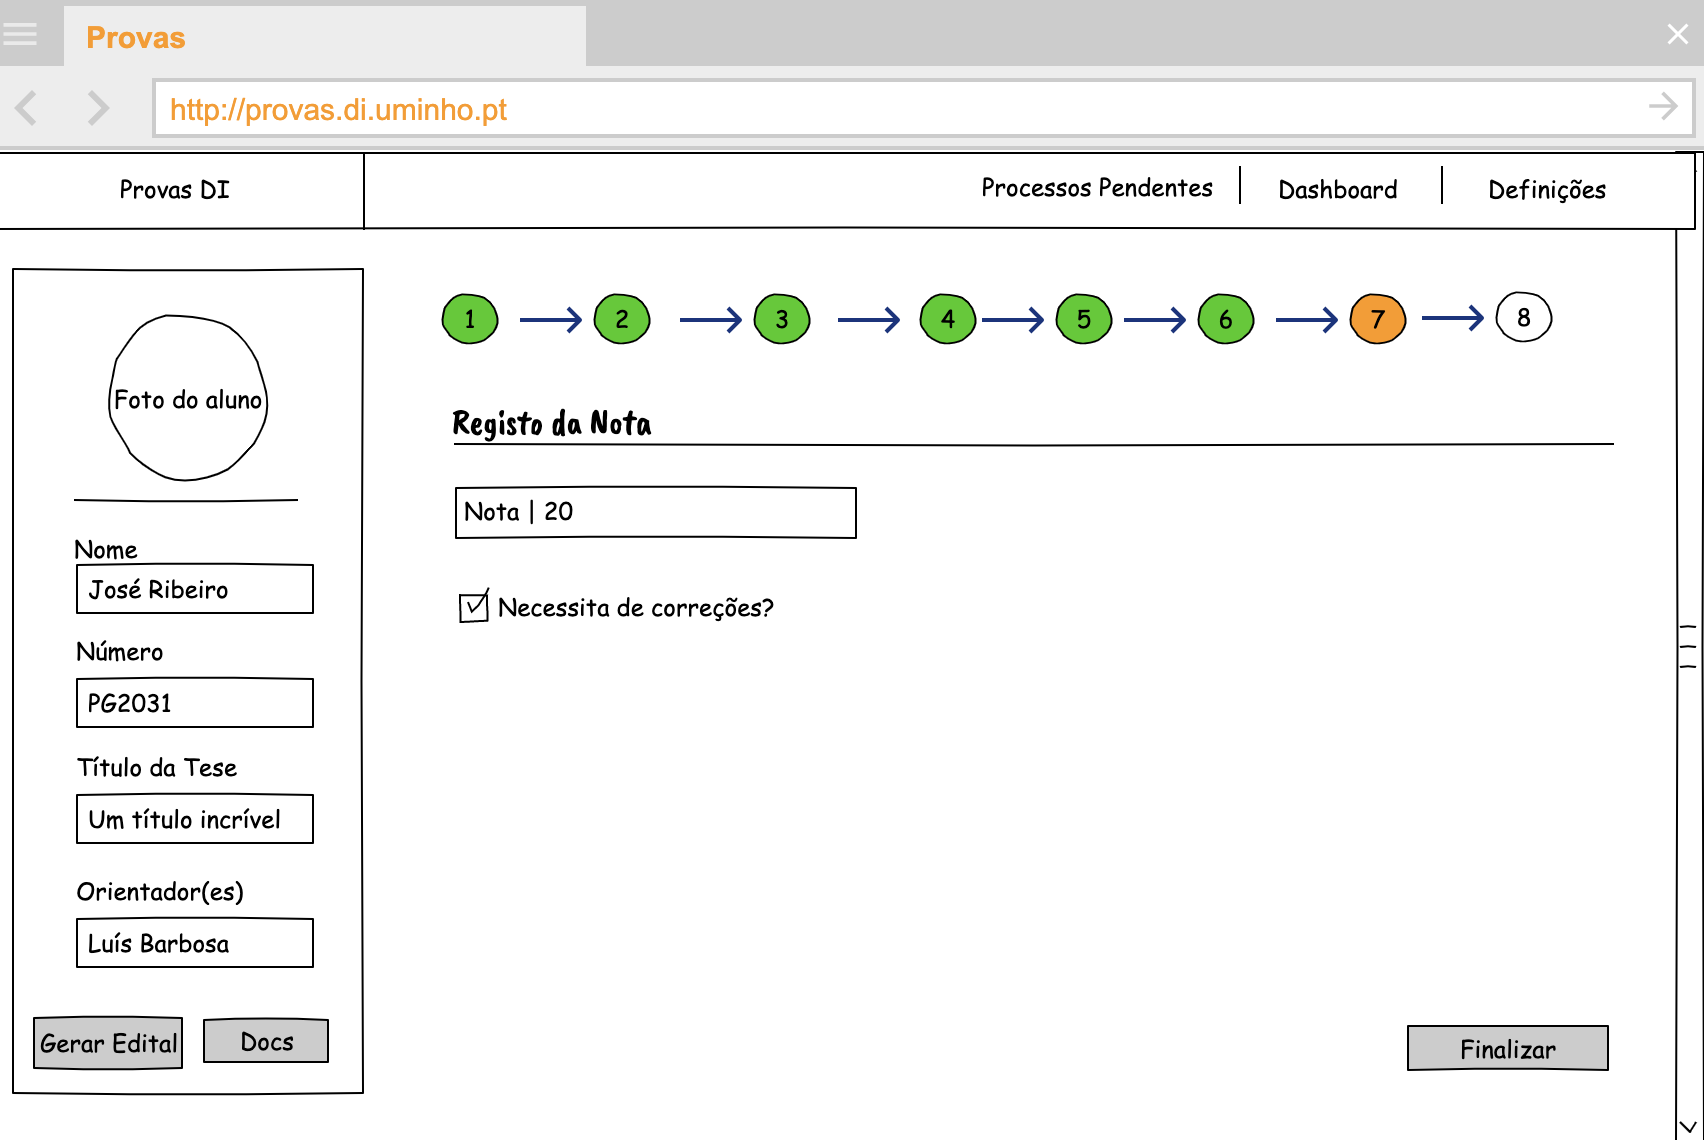 Provas
http://provas.di.uminho.pt
Provas DI
Processos Pendentes
Dashboard
Definições
1
2
3
4
5
6
7
8
Foto do aluno
Nome
José Ribeiro
Número
PG2031
Título da Tese
Um título incrível
Orientador(es)
Luís Barbosa
Gerar Edital
Docs
Registo da Nota
Nota | 20
Necessita de correções?
Finalizar